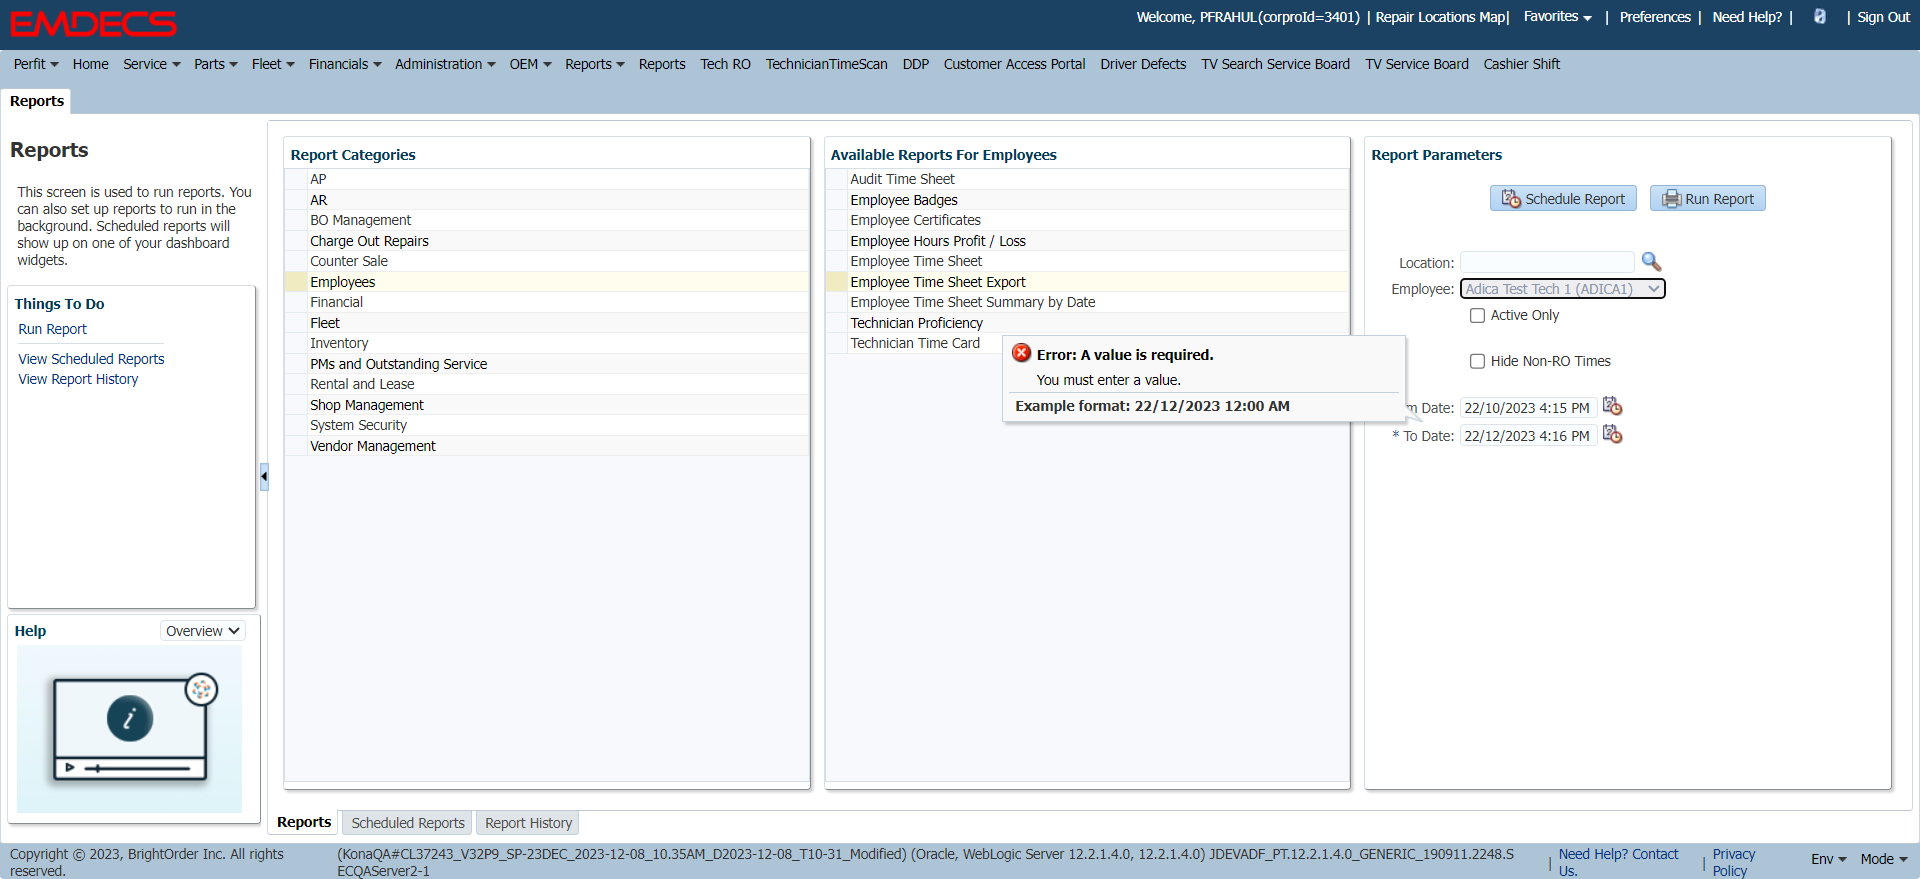 EMDECS
Welcome, PFRAHUL(corproId=3401) | Repair Locations Map| Favorites | Preferences | Need Help? | | Sign Out
Perfit Home Service Parts Fleet Financials Administration OEM Reports Reports Tech RO TechnicianTimeScan DDP Customer Access Portal Driver Defects TV Search Service Board TV Service Board Cashier Shift
Reports
Reports
This screen is used to run reports. You
can also set up reports to run in the
background. Scheduled reports will
show up on one of your dashboard
widgets.
Things To Do
Run Report
View Scheduled Reports
View Report History
Help
Overview
Report Categories
AP
AR
BO Management
Charge Out Repairs
Counter Sale
Employees
Financial
Fleet
Inventory
PMs and Outstanding Service
Rental and Lease
Shop Management
System Security
Vendor Management
Available Reports For Employees
Audit Time Sheet
Employee Badges
Employee Certificates
Employee Hours Profit / Loss
Employee Time Sheet
Employee Time Sheet Export
Employee Time Sheet Summary by Date
Technician Proficiency
Technician Time Card
Error: A value is required.
You must enter a value.
Example format: 22/12/2023 12:00 AM
Report Parameters
Schedule Report Run Report
Location:
Employee: Adica Test Tech 1 (ADICA1)
Active Only
Hide Non-RO Times
m Date: 22/10/2023 4:15 PM
* To Date: 22/12/2023 4:16 PM
Reports Scheduled Reports Report History
Copyright © 2023, BrightOrder Inc. All rights
reserved.
(KonaQA#CL37243_V32P9_SP-23DEC_2023-12-08_10.35AM_D2023-12-08_T10-31_Modified) (Oracle, WebLogic Server 12.2.1.4.0, 12.2.1.4.0) JDEVADF_PT.12.2.1.4.0_GENERIC_190911.2248.S
ECQAServer2-1
| Need Help? Contact
Us.
| Privacy
Policy
Env Mode